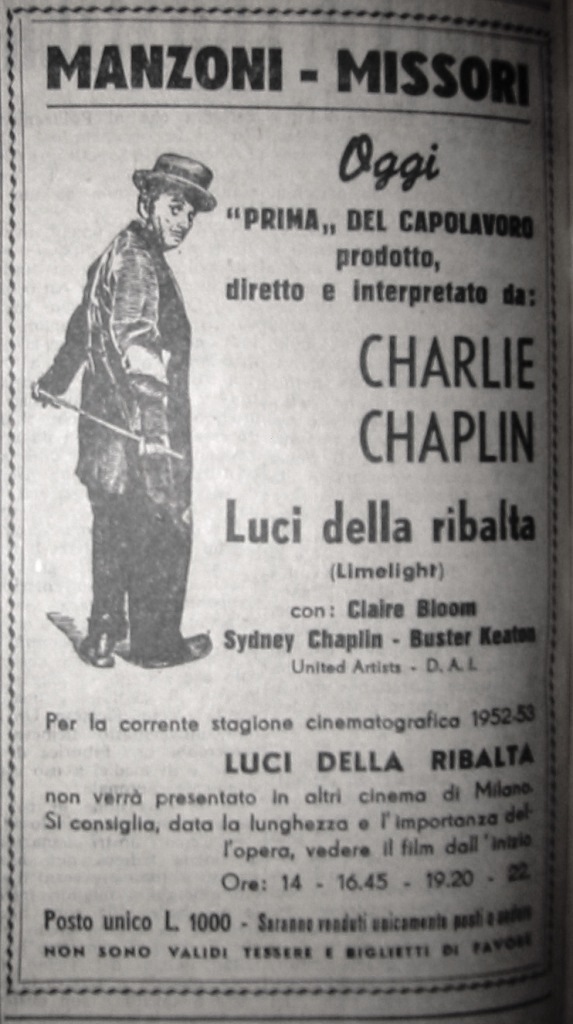 MANZONI - MISSORI
Oggi
"PRIMA„ DEL CAPOLAVORO
prodotto,
diretto e interpretato da:
CHARLIE
CHAPLIN
Luci della ribalta
(Limelight)
con: Claire Bloom
Sydney Chaplin - Buster Keaton
United Artists - D. A. I.
Per la corrente stagione cinematografica 1952-53
LUCI DELLA RIBALTA
non verrà presentato in altri cinema di Milano.
Si consiglia, data la lunghezza e l'importanza del-
l'opera, vedere il film dall'inizio
Ore: 14 - 16.45 - 19.20 - 22
Posto unico L. 1000 - Saranno venduti unicamente posti a sedere
NON SONO VALIDI TESSERE E BIGLIETTI DI FAVORE